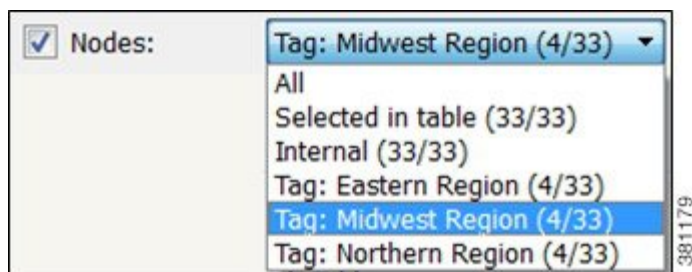 Nodes: Tag: Midwest Region (4/33)
All
Selected in table (33/33)
Internal (33/33)
Tag: Eastern Region (4/33)
Tag: Midwest Region (4/33)
Tag: Northern Region (4/33)
381179